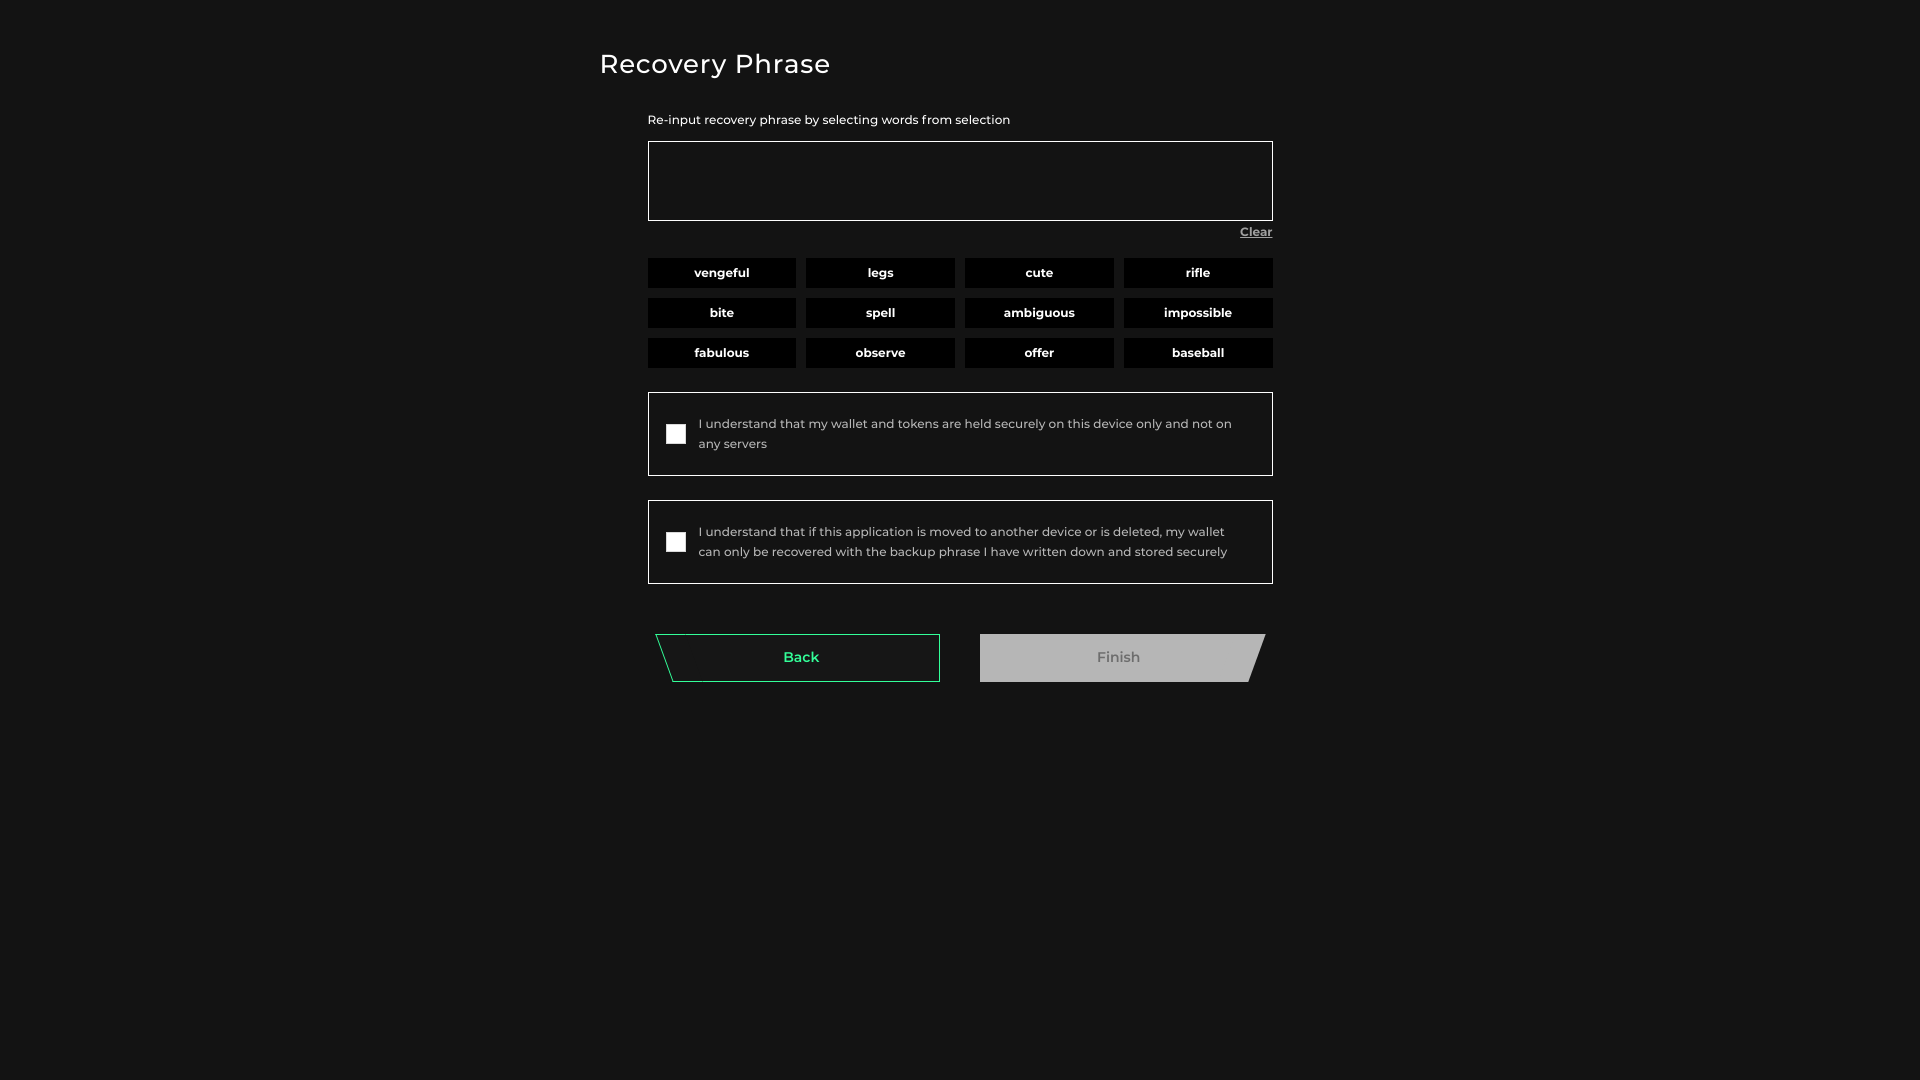 Recovery Phrase
Re-input recovery phrase by selecting words from selection
Clear
vengeful legs cute rifle
bite spell ambiguous impossible
fabulous observe offer baseball
I understand that my wallet and tokens are held securely on this device only and not on
any servers
I understand that if this application is moved to another device or is deleted, my wallet
can only be recovered with the backup phrase I have written down and stored securely
Back Finish